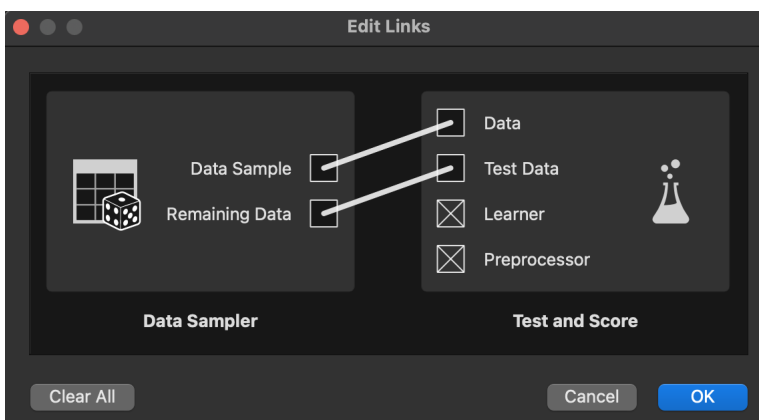 Edit Links
Data Sample
Remaining Data
Data Sampler
Data
Test Data
Learner
Preprocessor
Test and Score
Clear All
Cancel
OK